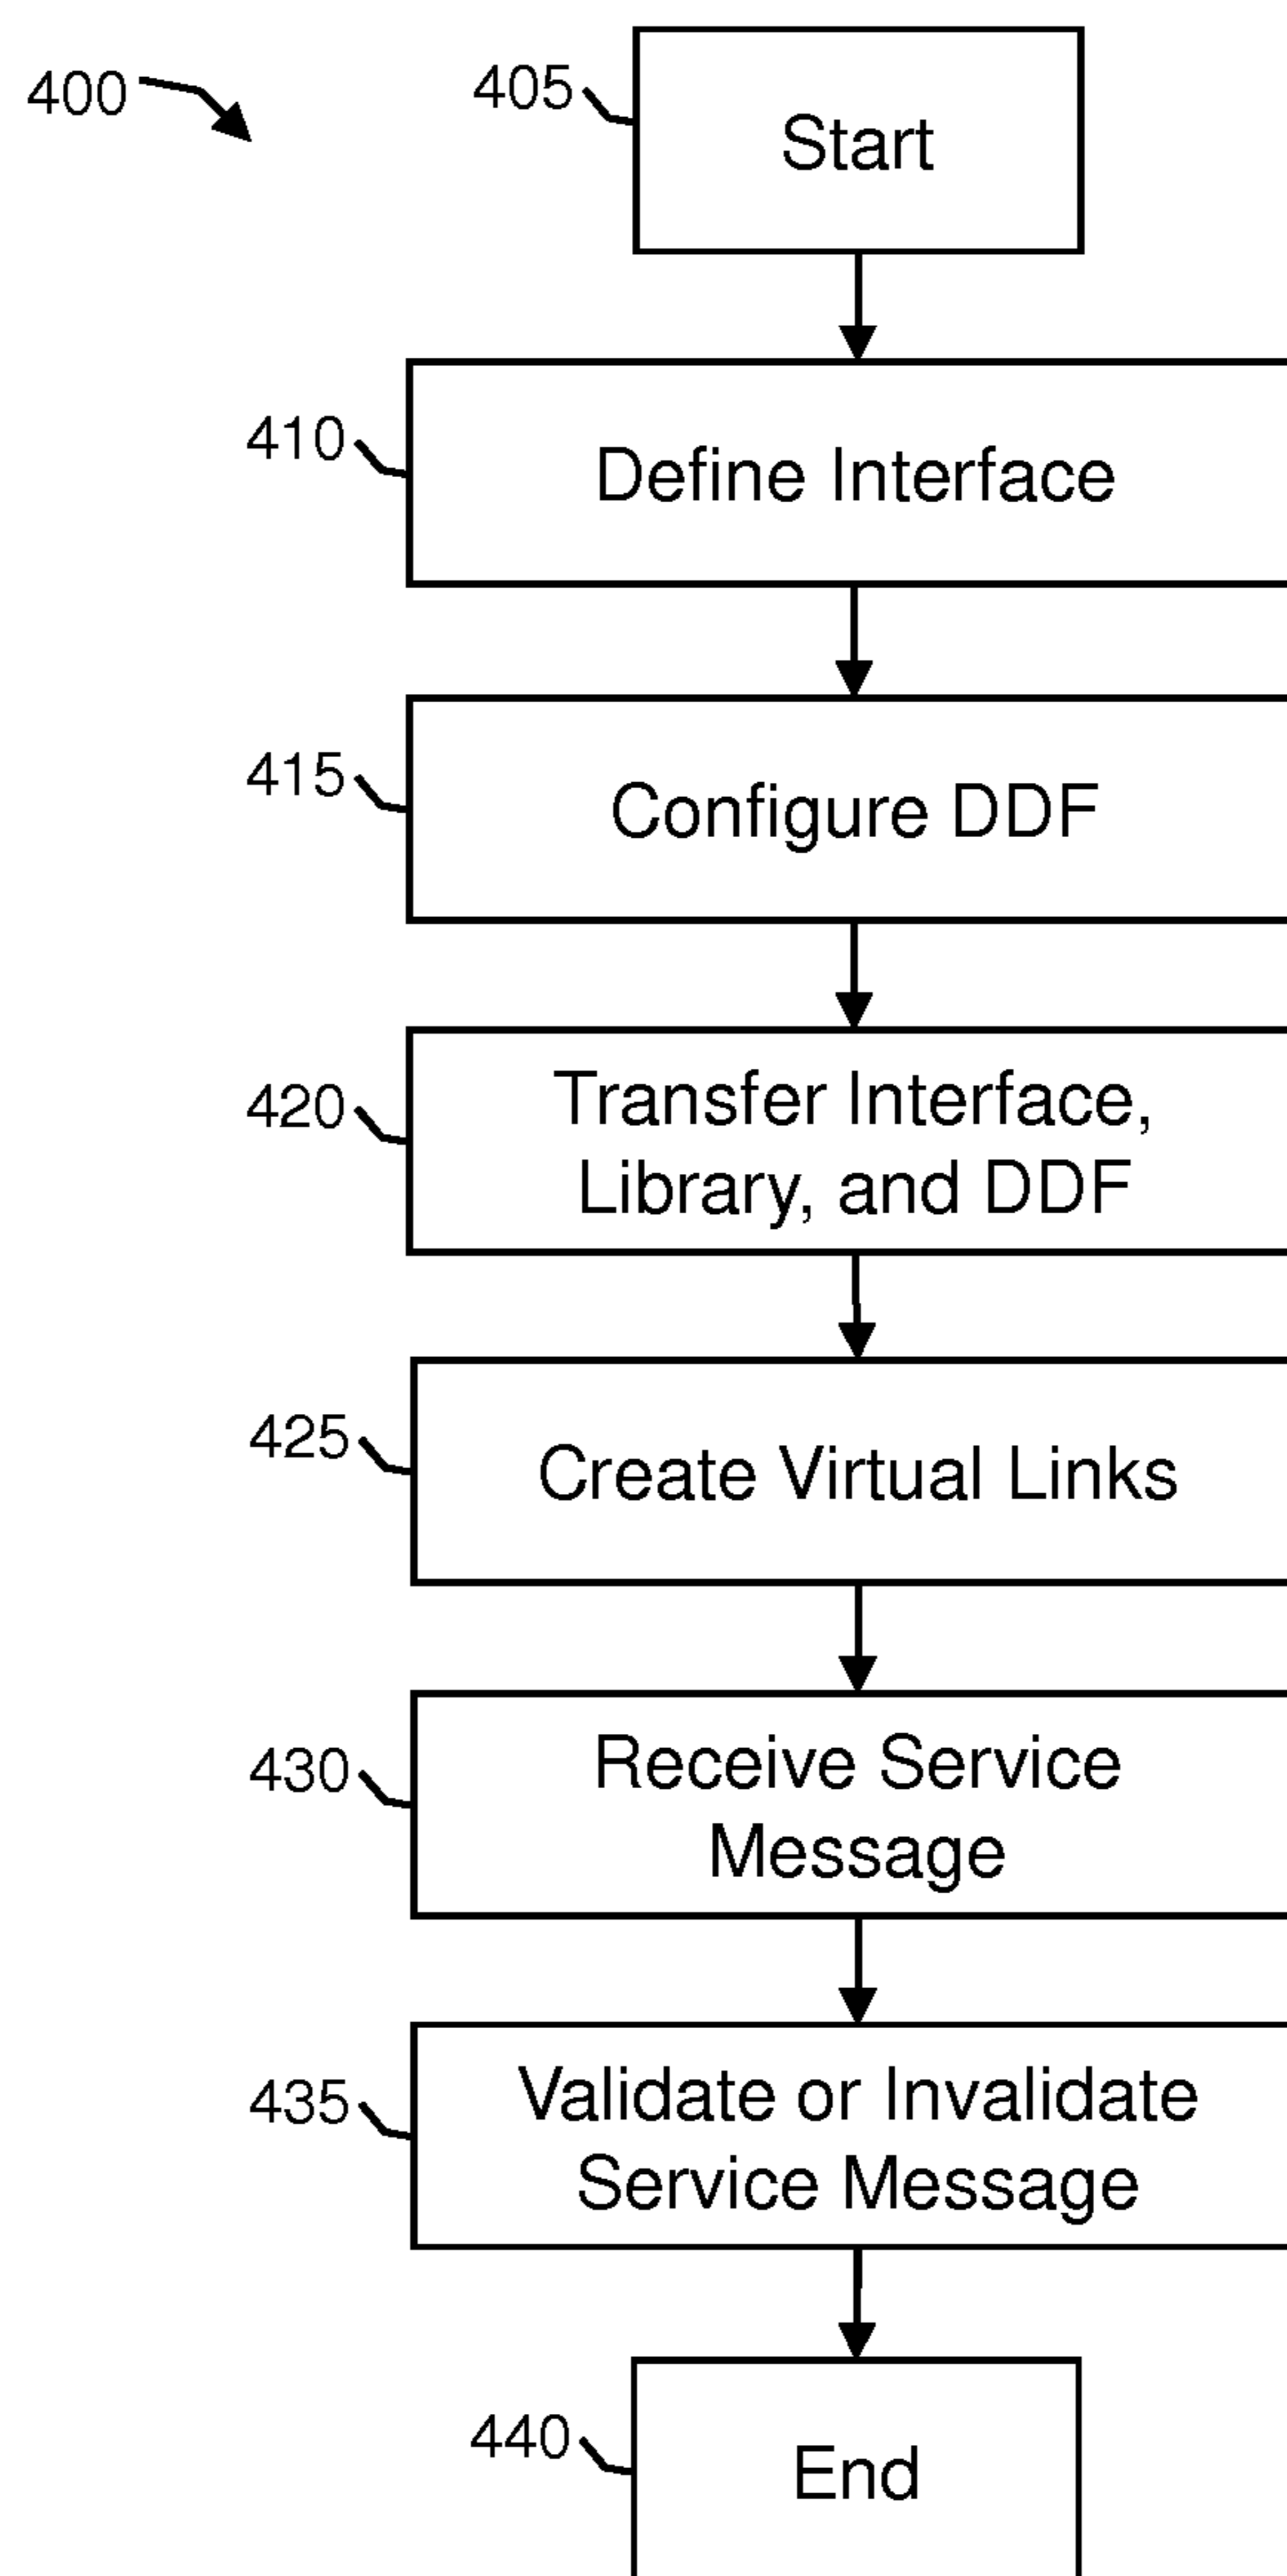 400
405
Start
410
Define Interface
415
Configure DDF
420
Transfer Interface,
Library, and DDF
425
Create Virtual Links
430
Receive Service
Message
435
Validate or Invalidate
Service Message
440
End